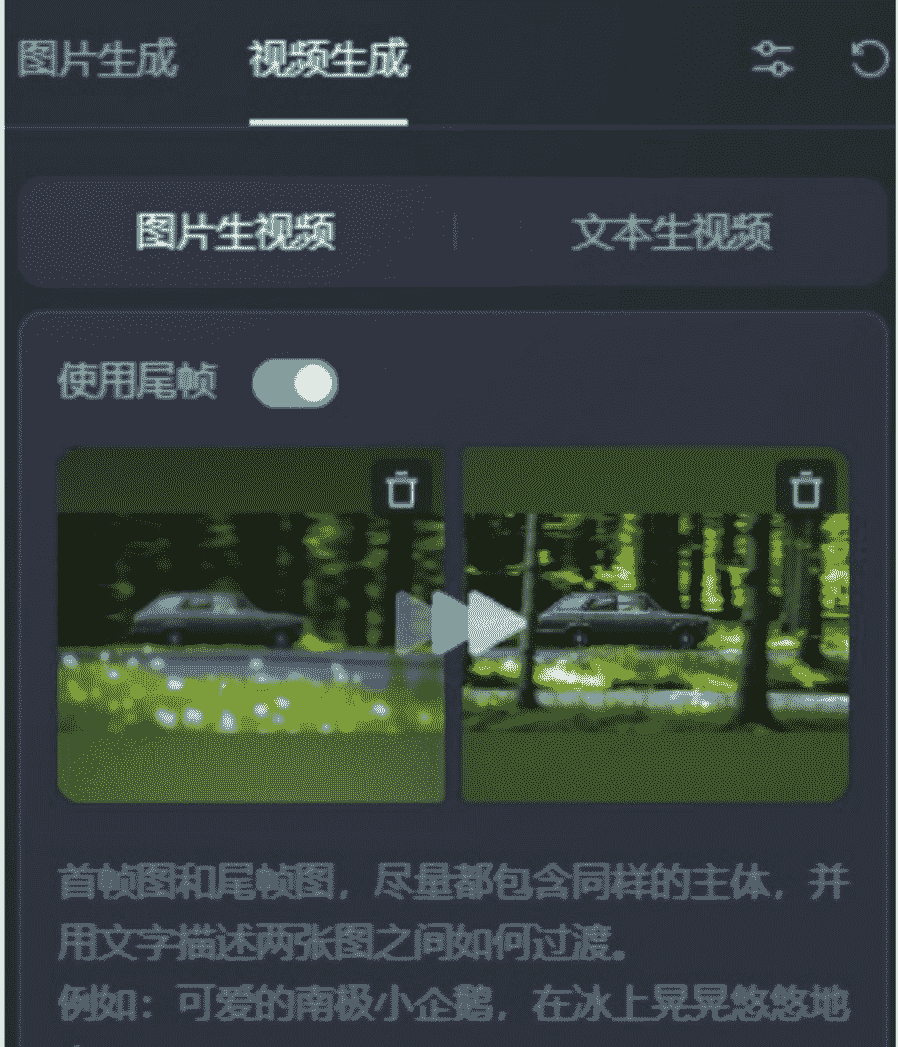 图片生成 视频生成
图片生视频 文本生视频
使用尾帧
首帧图和尾帧图，尽量都包含同样的主体，并
用文字描述两张图之间如何过渡。
例如：可爱的南极小企鹅，在冰上晃晃悠悠地